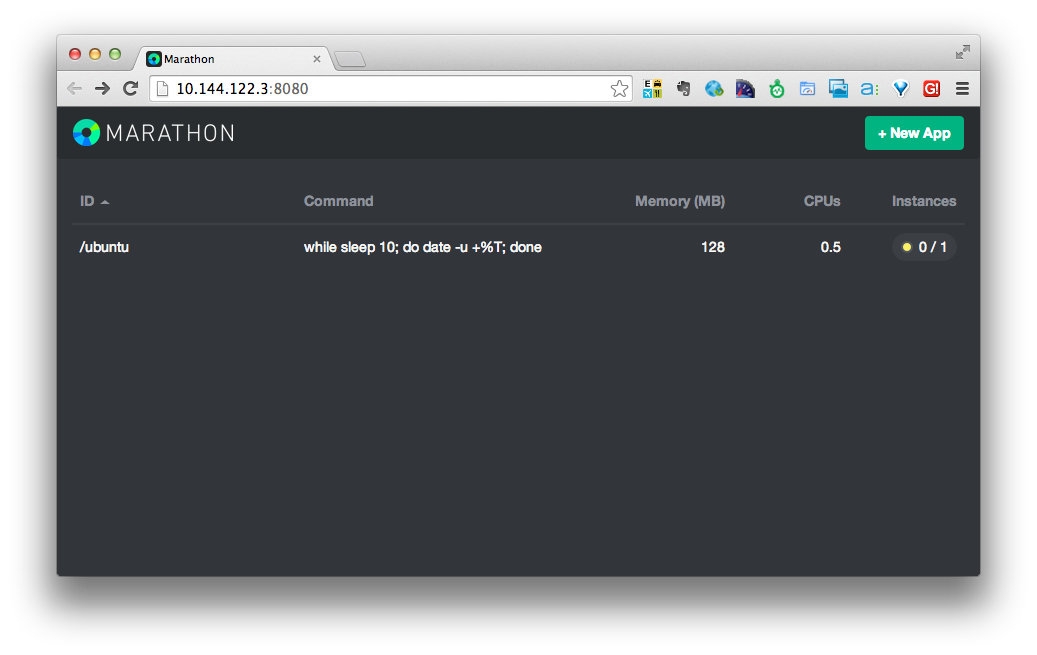 Marathon
10.144.122.3:8080
MARATHON
+ New App
ID Command Memory (MB) CPUs Instances
/ubuntu while sleep 10; do date -u +%T; done 128 0.5 0 / 1